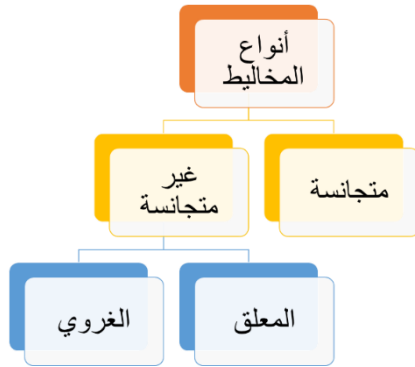 أنواع
المخاليط
متجانسة
غير
متجانسة
المعلق
الغروي